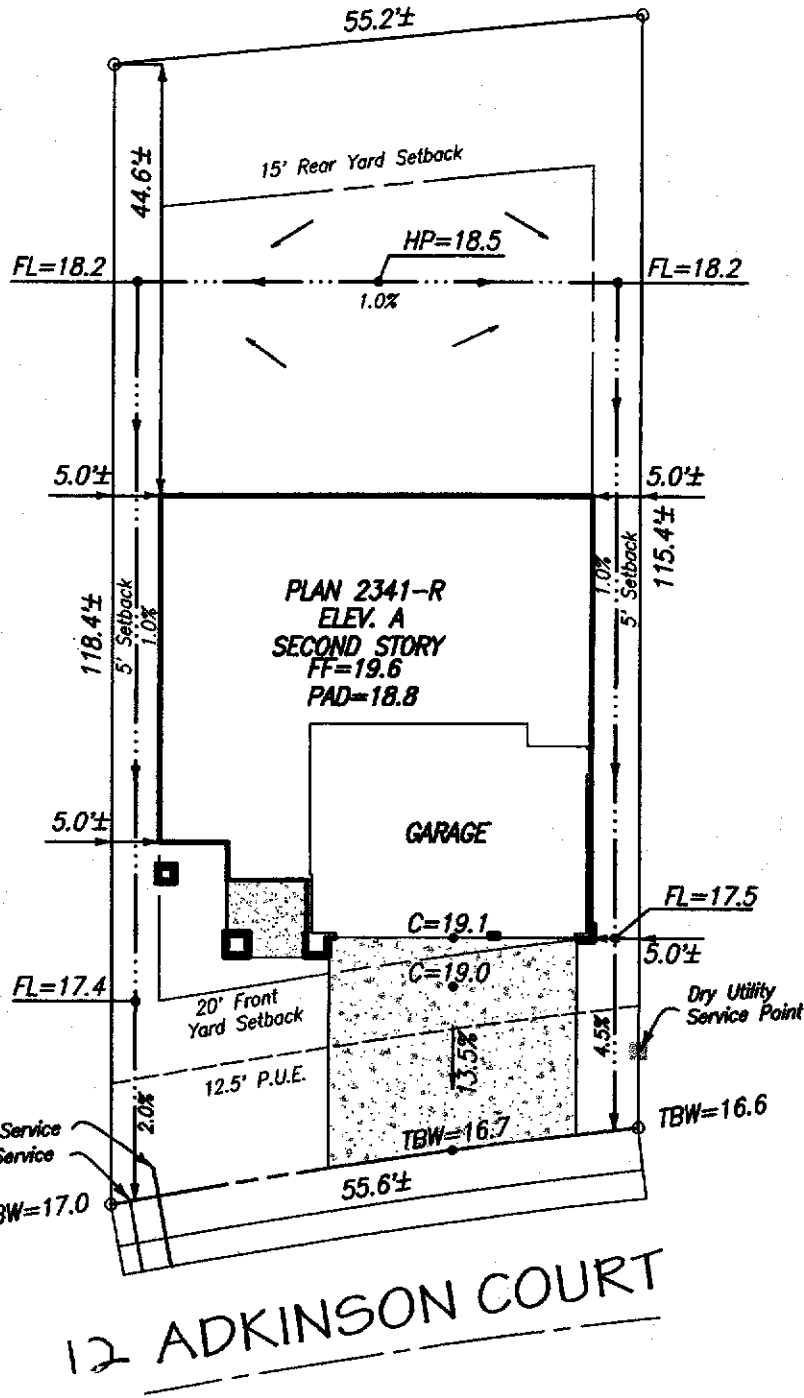 55.2'±
44.6'±
15' Rear Yard Setback
HP=18.5
FL=18.2
FL=18.2
1.0%
5.0'±
5.0'±
118.4'±
5' Setback
1.0%
PLAN 2341-R
ELEV. A
SECOND STORY
FF=19.6
PAD=18.8
1.0%
5' Setback
115.4'±
5.0'±
GARAGE
C=19.1
FL=17.5
C=19.0
5.0'±
FL=17.4
20' Front
Yard Setback
Dry Utility
Service Point
12.5' P.U.E.
13.5%
4.5%
2.0%
Service
Service
TBW=16.7
TBW=16.6
BW=17.0
55.6'±
12 ADKINSON COURT